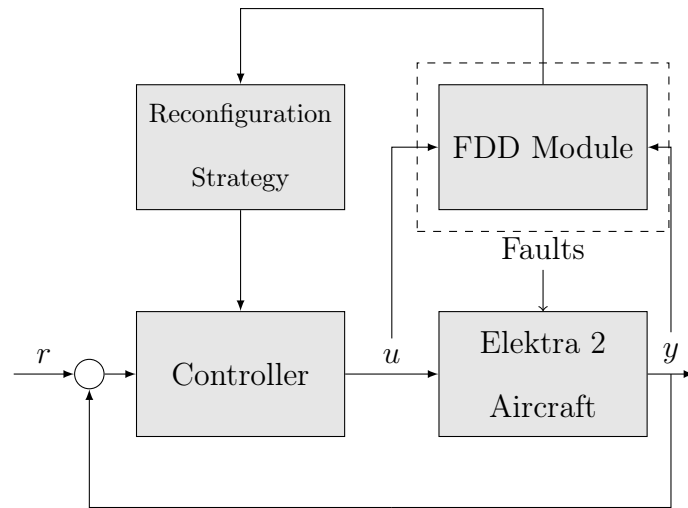 Reconfiguration
Strategy
FDD Module
Faults
r
Controller
u
Elektra 2
Aircraft
y